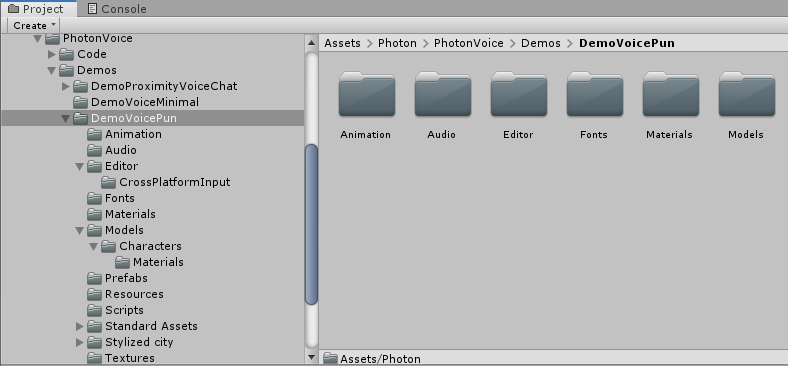 Project Console
Create
PhotonVoice
Code
Demos
DemoProximityVoiceChat
DemoVoiceMinimal
DemoVoicePun
Animation
Audio
Editor
CrossPlatformInput
Fonts
Materials
Models
Characters
Materials
Prefabs
Resources
Scripts
Standard Assets
Stylized city
Textures
Assets > Photon > PhotonVoice > Demos > DemoVoicePun
Animation Audio Editor Fonts Materials Models
Assets/Photon